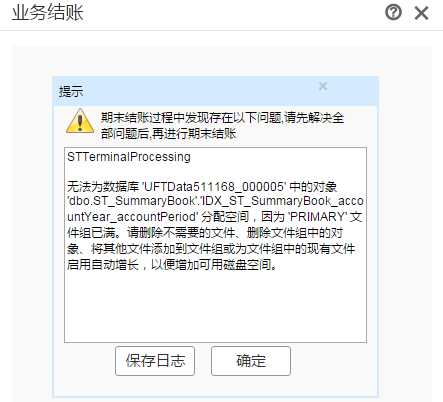 业务结账
提示
期末结账过程中发现存在以下问题,请先解决全
部问题后,再进行期末结账
STTerminalProcessing
无法为数据库 'UFTData511168_000005' 中的对象
'dbo.ST_SummaryBook'.'IDX_ST_SummaryBook_acco
untYear_accountPeriod' 分配空间，因为 'PRIMARY' 文
件组已满。请删除不需要的文件、删除文件组中的对
象、将其他文件添加到文件组或为文件组中的现有文件
启用自动增长，以便增加可用磁盘空间。
保存日志
确定